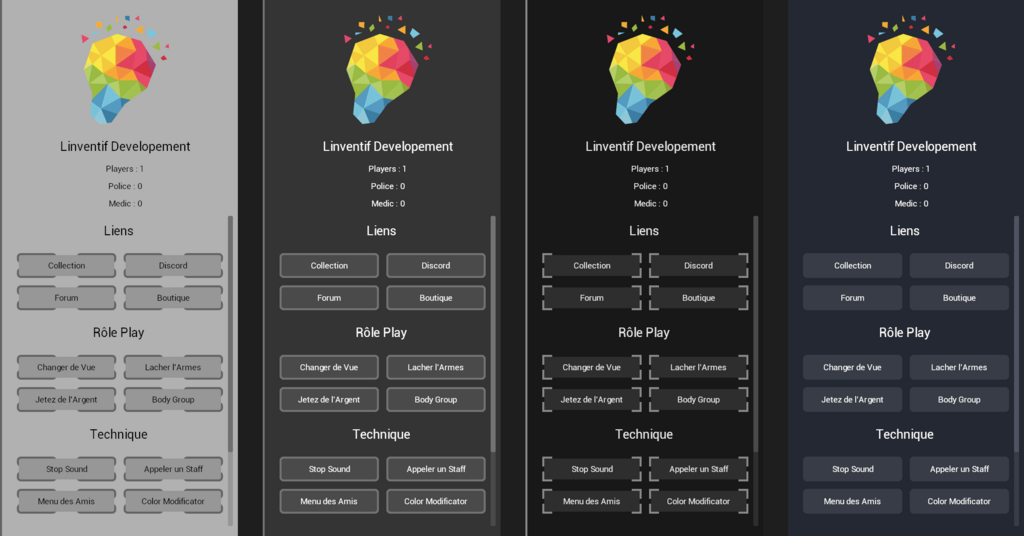 Linventif Developement
Players : 1
Police : 0
Medic : 0
Liens
Collection Discord
Forum Boutique
Rôle Play
Changer de Vue Lacher l'Armes
Jetez de l'Argent Body Group
Technique
Stop Sound Appeler un Staff
Menu des Amis Color Modificator
Linventif Developement
Players : 1
Police : 0
Medic : 0
Liens
Collection Discord
Forum Boutique
Rôle Play
Changer de Vue Lacher l'Armes
Jetez de l'Argent Body Group
Technique
Stop Sound Appeler un Staff
Menu des Amis Color Modificator
Linventif Developement
Players : 1
Police : 0
Medic : 0
Liens
Collection Discord
Forum Boutique
Rôle Play
Changer de Vue Lacher l'Armes
Jetez de l'Argent Body Group
Technique
Stop Sound Appeler un Staff
Menu des Amis Color Modificator
Linventif Developement
Players : 1
Police : 0
Medic : 0
Liens
Collection Discord
Forum Boutique
Rôle Play
Changer de Vue Lacher l'Armes
Jetez de l'Argent Body Group
Technique
Stop Sound Appeler un Staff
Menu des Amis Color Modificator